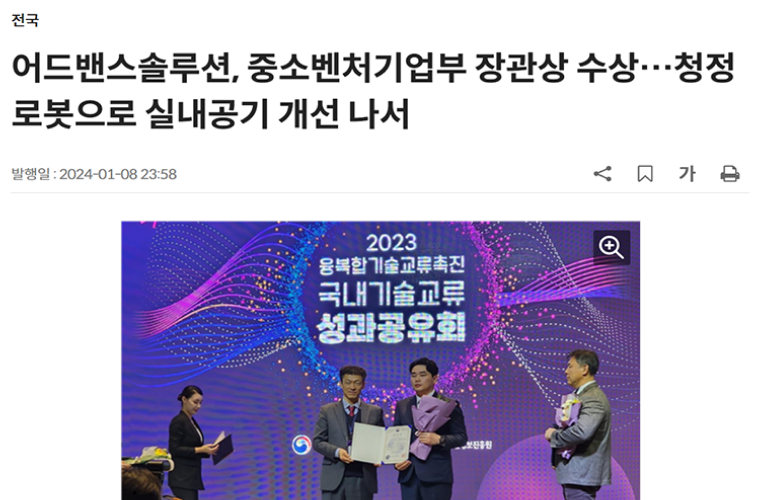 전국
어드밴스솔루션, 중소벤처기업부 장관상 수상…청정
로봇으로 실내공기 개선 나서
발행일 : 2024-01-08 23:58
가
2023
융복합기술교류촉진
국내기술교류
성과공유회